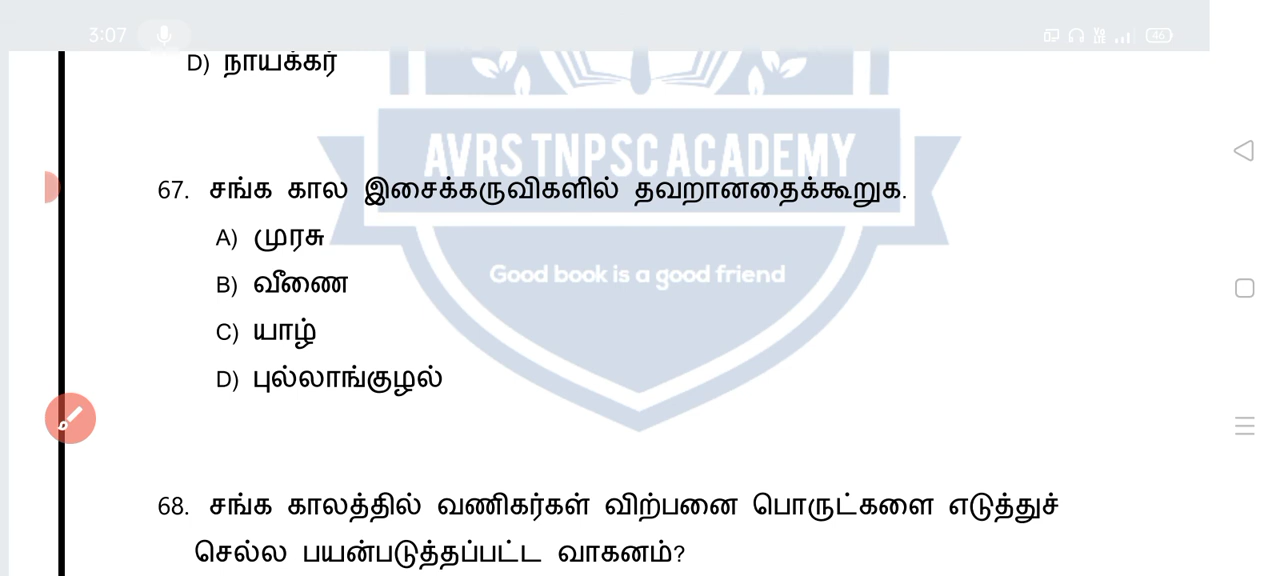 3:07
46
D) நாயக்கர்
AVRS TNPSC ACADEMY
67. சங்க கால இசைக்கருவிகளில் தவறானதைக்கூறுக.
A) முரசு
B) வீணை
Good book is a good friend
C) யாழ்
D) புல்லாங்குழல்
68. சங்க காலத்தில் வணிகர்கள் விற்பனை பொருட்களை எடுத்துச்
செல்ல பயன்படுத்தப்பட்ட வாகனம்?